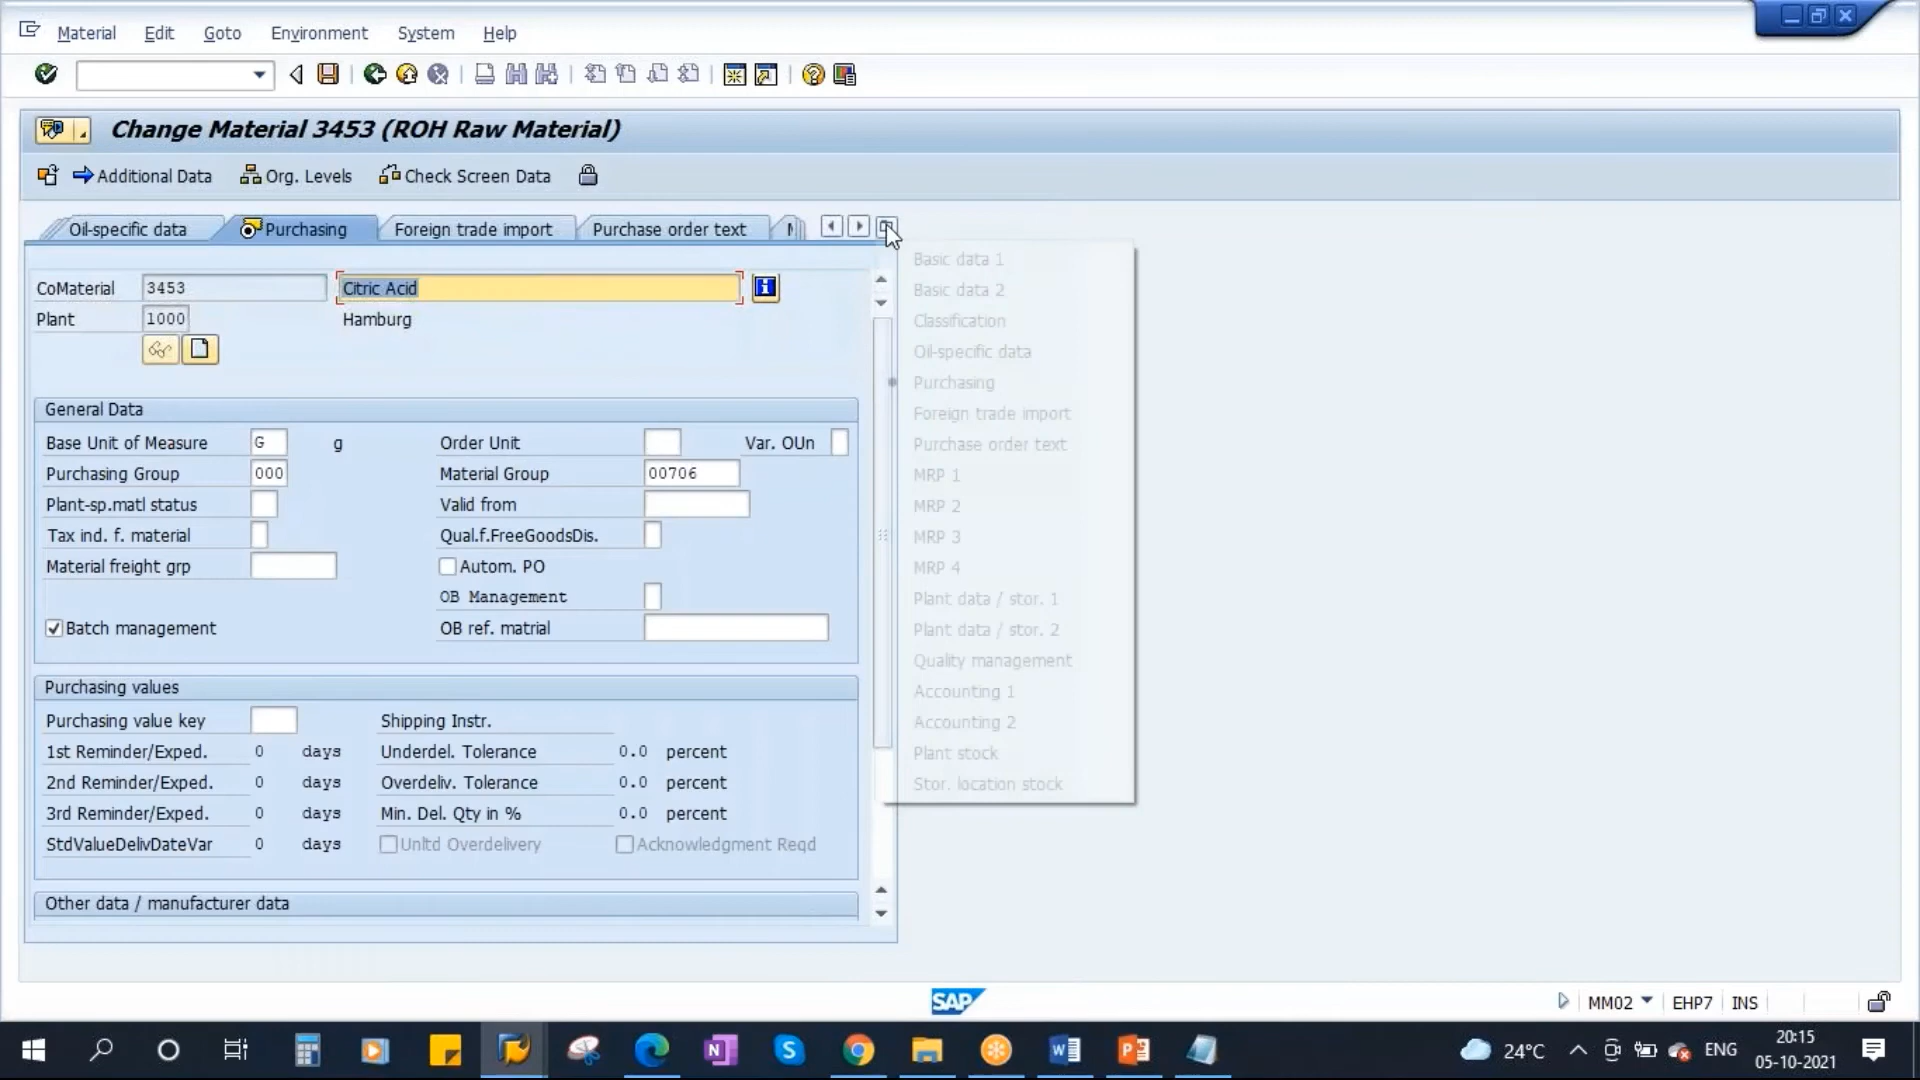 Material Edit Goto Environment System Help
Change Material 3453 (ROH Raw Material)
Additional Data Org. Levels Check Screen Data
Oil-specific data Purchasing Foreign trade import Purchase order text
CoMaterial 3453 Citric Acid
Plant 1000 Hamburg
General Data
Base Unit of Measure G g Order Unit Var. OUn
Purchasing Group 000 Material Group 00706
Plant-sp.matl status Valid from
Tax ind. f. material Qual.f.FreeGoodsDis.
Material freight grp Autom. PO
OB Management
Batch management OB ref. matrial
Purchasing values
Purchasing value key Shipping Instr.
1st Reminder/Exped. 0 days Underdel. Tolerance 0.0 percent
2nd Reminder/Exped. 0 days Overdeliv. Tolerance 0.0 percent
3rd Reminder/Exped. 0 days Min. Del. Qty in % 0.0 percent
StdValueDelivDateVar 0 days Unltd Overdelivery Acknowledgment Reqd
Other data / manufacturer data
Basic data 1
Basic data 2
Classification
Oil-specific data
Purchasing
Foreign trade import
Purchase order text
MRP 1
MRP 2
MRP 3
MRP 4
Plant data / stor. 1
Plant data / stor. 2
Quality management
Accounting 1
Accounting 2
Plant stock
Stor. location stock
SAP
MM02 EHP7 INS
24°C ENG 20:15
05-10-2021